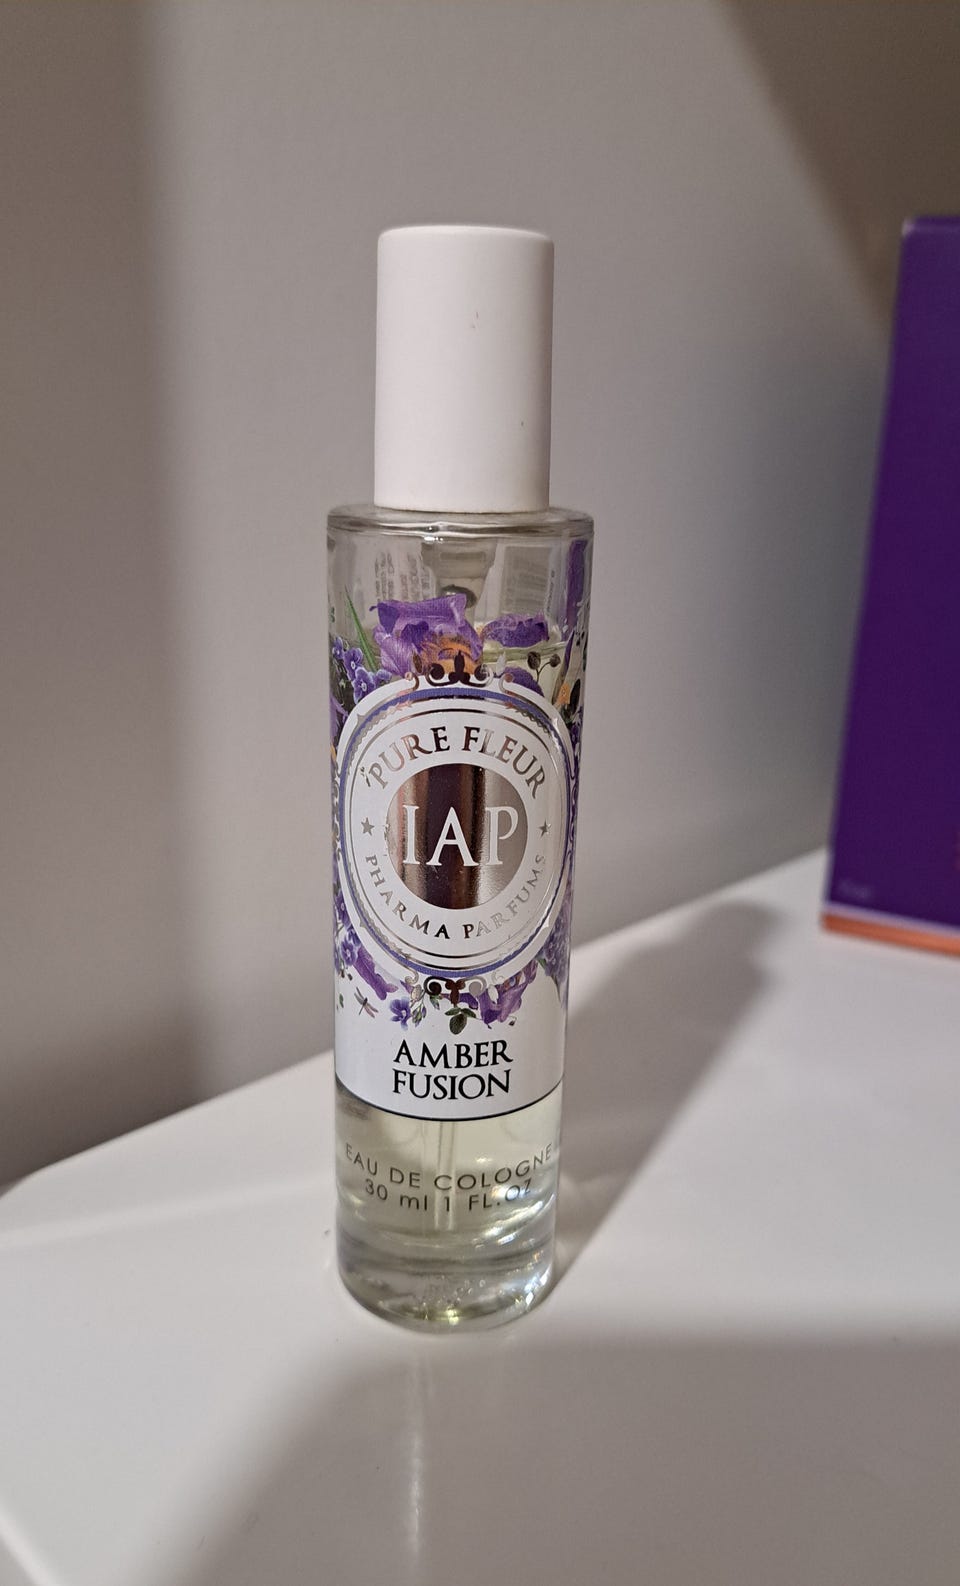 PURE FLEUR
IAP
PHARMA PARFUMS
AMBER
FUSION
EAU DE COLOGNE
30 ml 1 FL.OZ